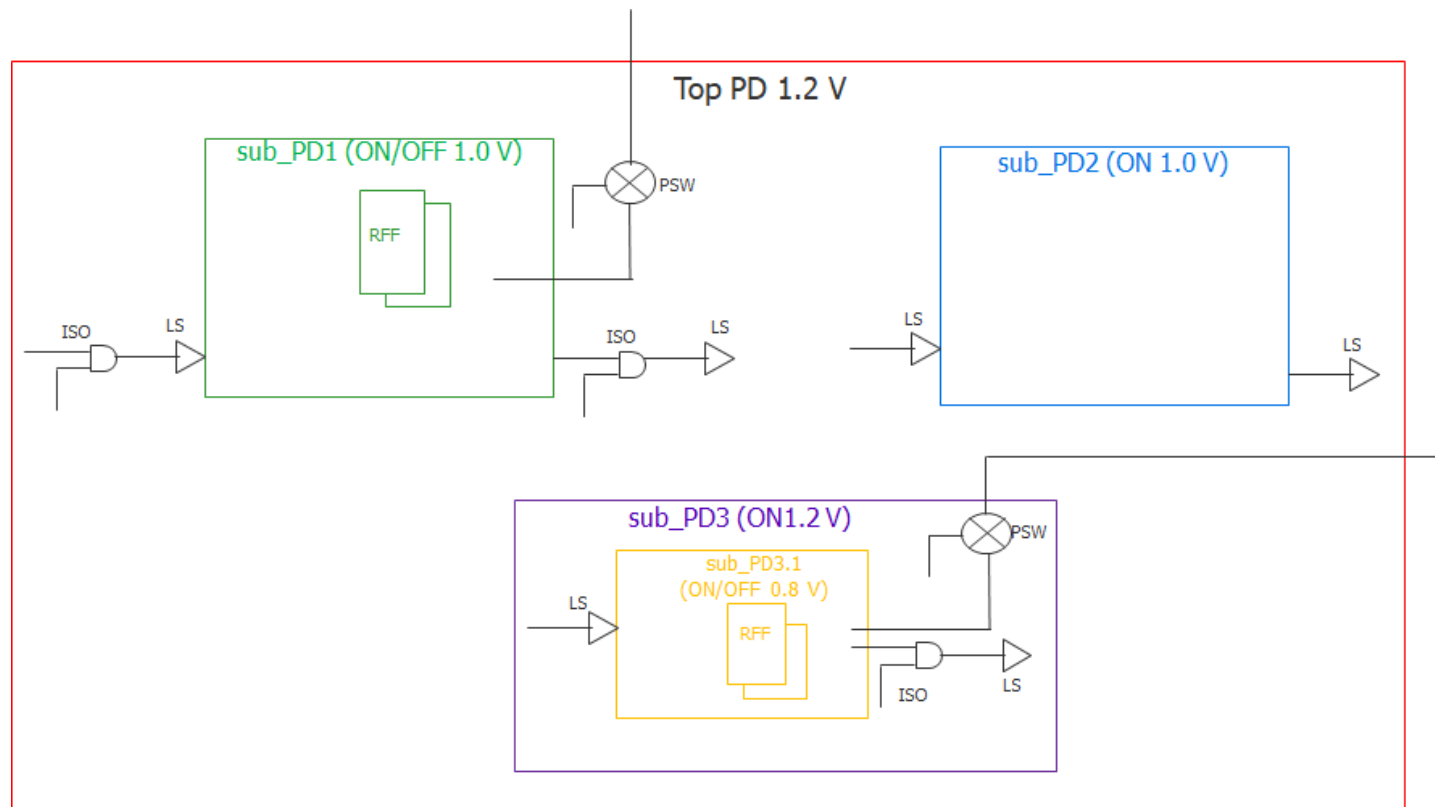 Top PD 1.2 V
sub_PD1 (ON/OFF 1.0 V)
sub_PD2 (ON 1.0 V)
PSW
RFF
ISO
LS
ISO
LS
LS
LS
sub_PD3 (ON1.2 V)
PSW
sub_PD3.1
(ON/OFF 0.8 V)
LS
RFF
ISO
LS